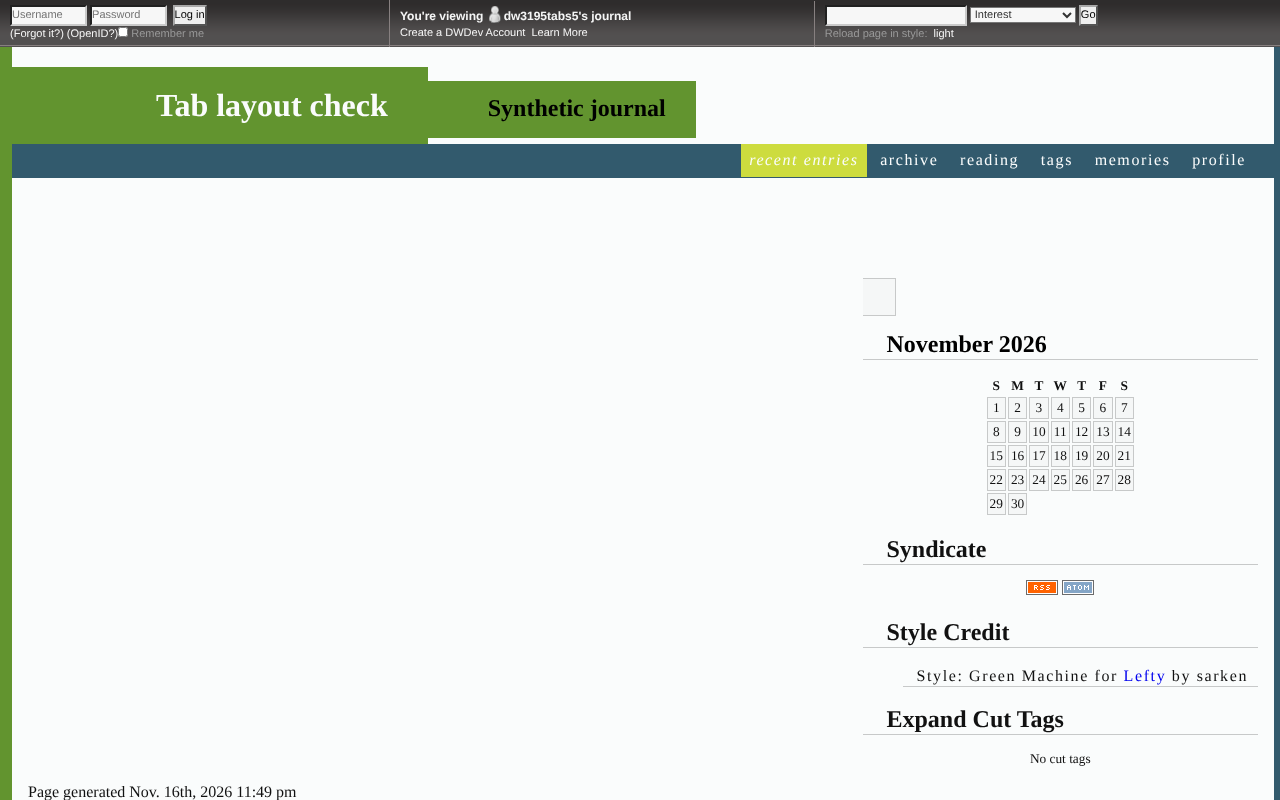 Username Password Log in
(Forgot it?) (OpenID?) Remember me
You're viewing dw3195tabs5's journal
Create a DWDev Account Learn More
Interest Go
Reload page in style: light
Tab layout check
Synthetic journal
recent entries archive reading tags memories profile
November 2026
S M T W T F S
1 2 3 4 5 6 7
8 9 10 11 12 13 14
15 16 17 18 19 20 21
22 23 24 25 26 27 28
29 30
Syndicate
RSS ATOM
Style Credit
Style: Green Machine for Lefty by sarken
Expand Cut Tags
No cut tags
Page generated Nov. 16th, 2026 11:49 pm